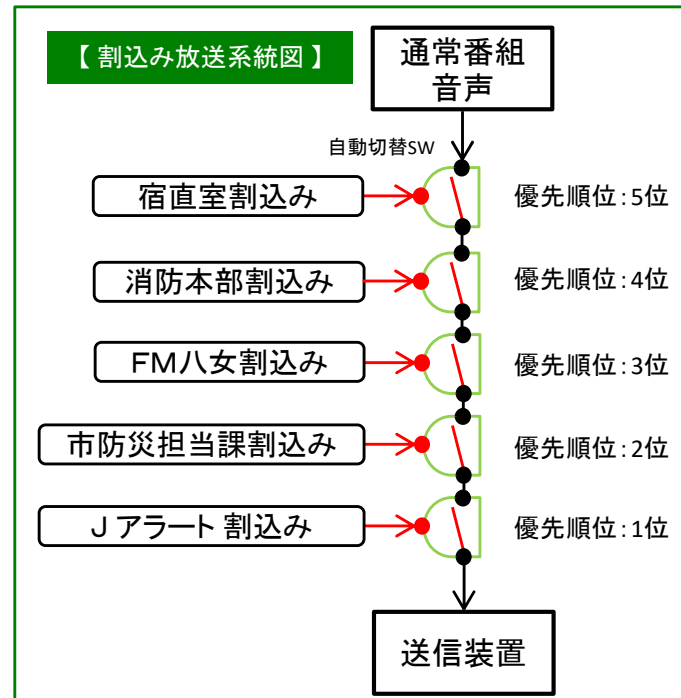 【 割込み放送系統図 】
通常番組
音声
自動切替SW
宿直室割込み
優先順位：5位
消防本部割込み
優先順位：4位
ＦＭ八女割込み
優先順位：3位
市防災担当課割込み
優先順位：2位
Ｊアラート 割込み
優先順位：1位
送信装置